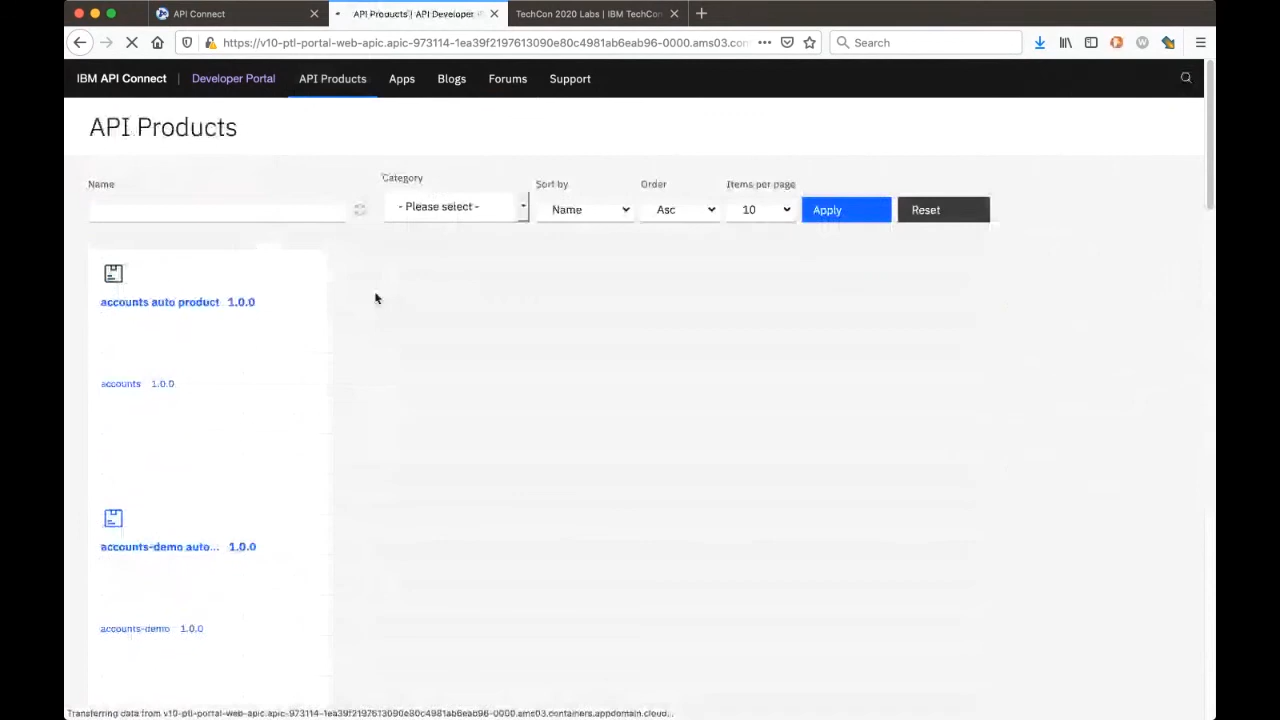 API Connect
API Products | API Developer
TechCon 2020 Labs | IBM TechCon
https://v10-ptl-portal-web-apic.apic-973114-1ea39f2197613090e80c4981ab6eab96-0000.ams03.con
Search
IBM API Connect | Developer Portal
API Products
Apps
Blogs
Forums
Support
API Products
Name
Category
Sort by
Order
Items per page
- Please select -
Name
Asc
10
Apply
Reset
accounts auto product 1.0.0
accounts 1.0.0
accounts-demo auto... 1.0.0
accounts-demo 1.0.0
Transferring data from v10-ptl-portal-web-apic.apic-973114-1ea39f2197613090e80c4981ab6eab96-0000.ams03.containers.appdomain.cloud...